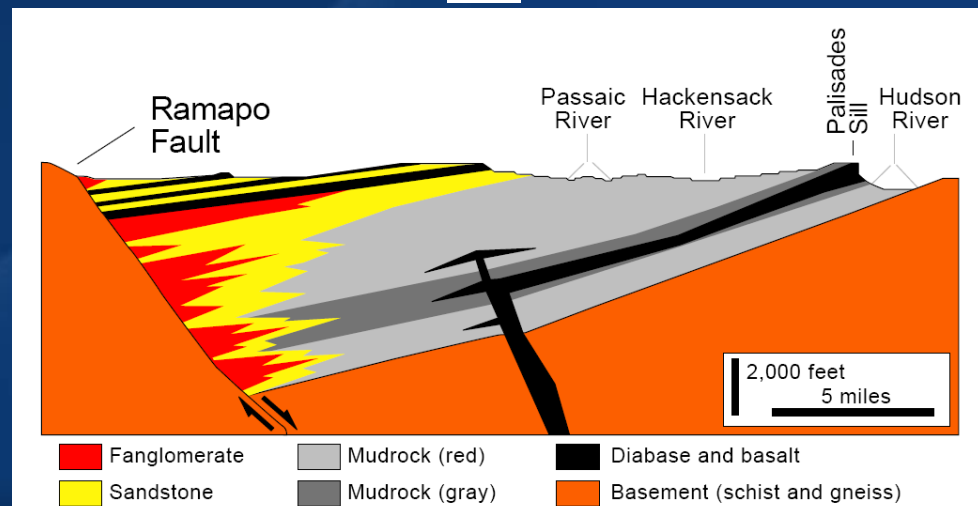 Ramapo
Fault
Passaic
River
Hackensack
River
Palisades
Sill
Hudson
River
2,000 feet
5 miles
Fanglomerate
Mudrock (red)
Diabase and basalt
Sandstone
Mudrock (gray)
Basement (schist and gneiss)